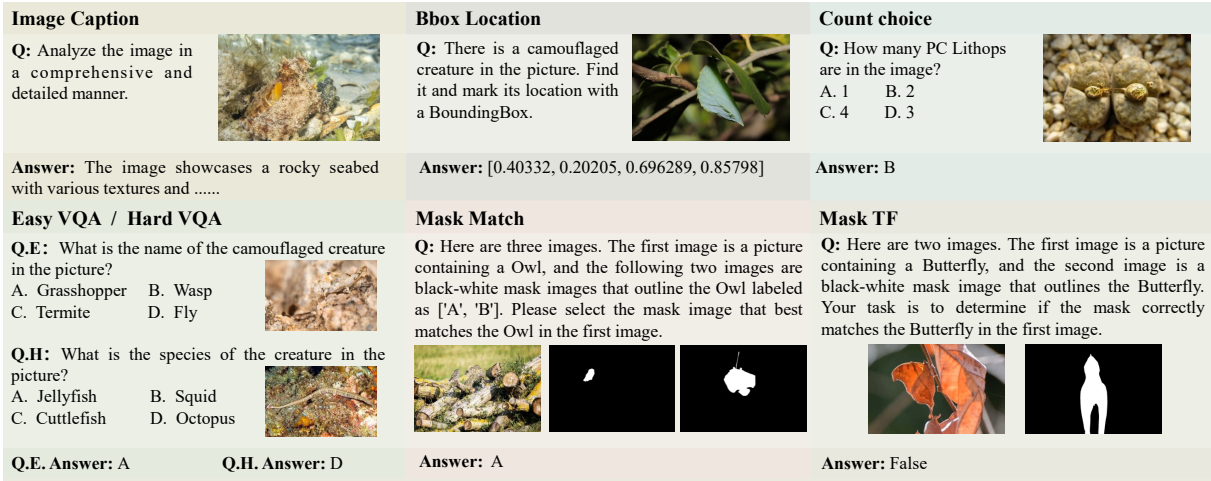 Image Caption
Q: Analyze the image in
a comprehensive and
detailed manner.
Answer: The image showcases a rocky seabed
with various textures and ......
Bbox Location
Q: There is a camouflaged
creature in the picture. Find
it and mark its location with
a BoundingBox.
Answer: [0.40332, 0.20205, 0.696289, 0.85798]
Count choice
Q: How many PC Lithops
are in the image?
A. 1 B. 2
C. 4 D. 3
Answer: B
Easy VQA / Hard VQA
Q.E: What is the name of the camouflaged creature
in the picture?
A. Grasshopper B. Wasp
C. Termite D. Fly
Q.H: What is the species of the creature in the
picture?
A. Jellyfish B. Squid
C. Cuttlefish D. Octopus
Q.E. Answer: A Q.H. Answer: D
Mask Match
Q: Here are three images. The first image is a picture
containing a Owl, and the following two images are
black-white mask images that outline the Owl labeled
as ['A', 'B']. Please select the mask image that best
matches the Owl in the first image.
Answer: A
Mask TF
Q: Here are two images. The first image is a picture
containing a Butterfly, and the second image is a
black-white mask image that outlines the Butterfly.
Your task is to determine if the mask correctly
matches the Butterfly in the first image.
Answer: False